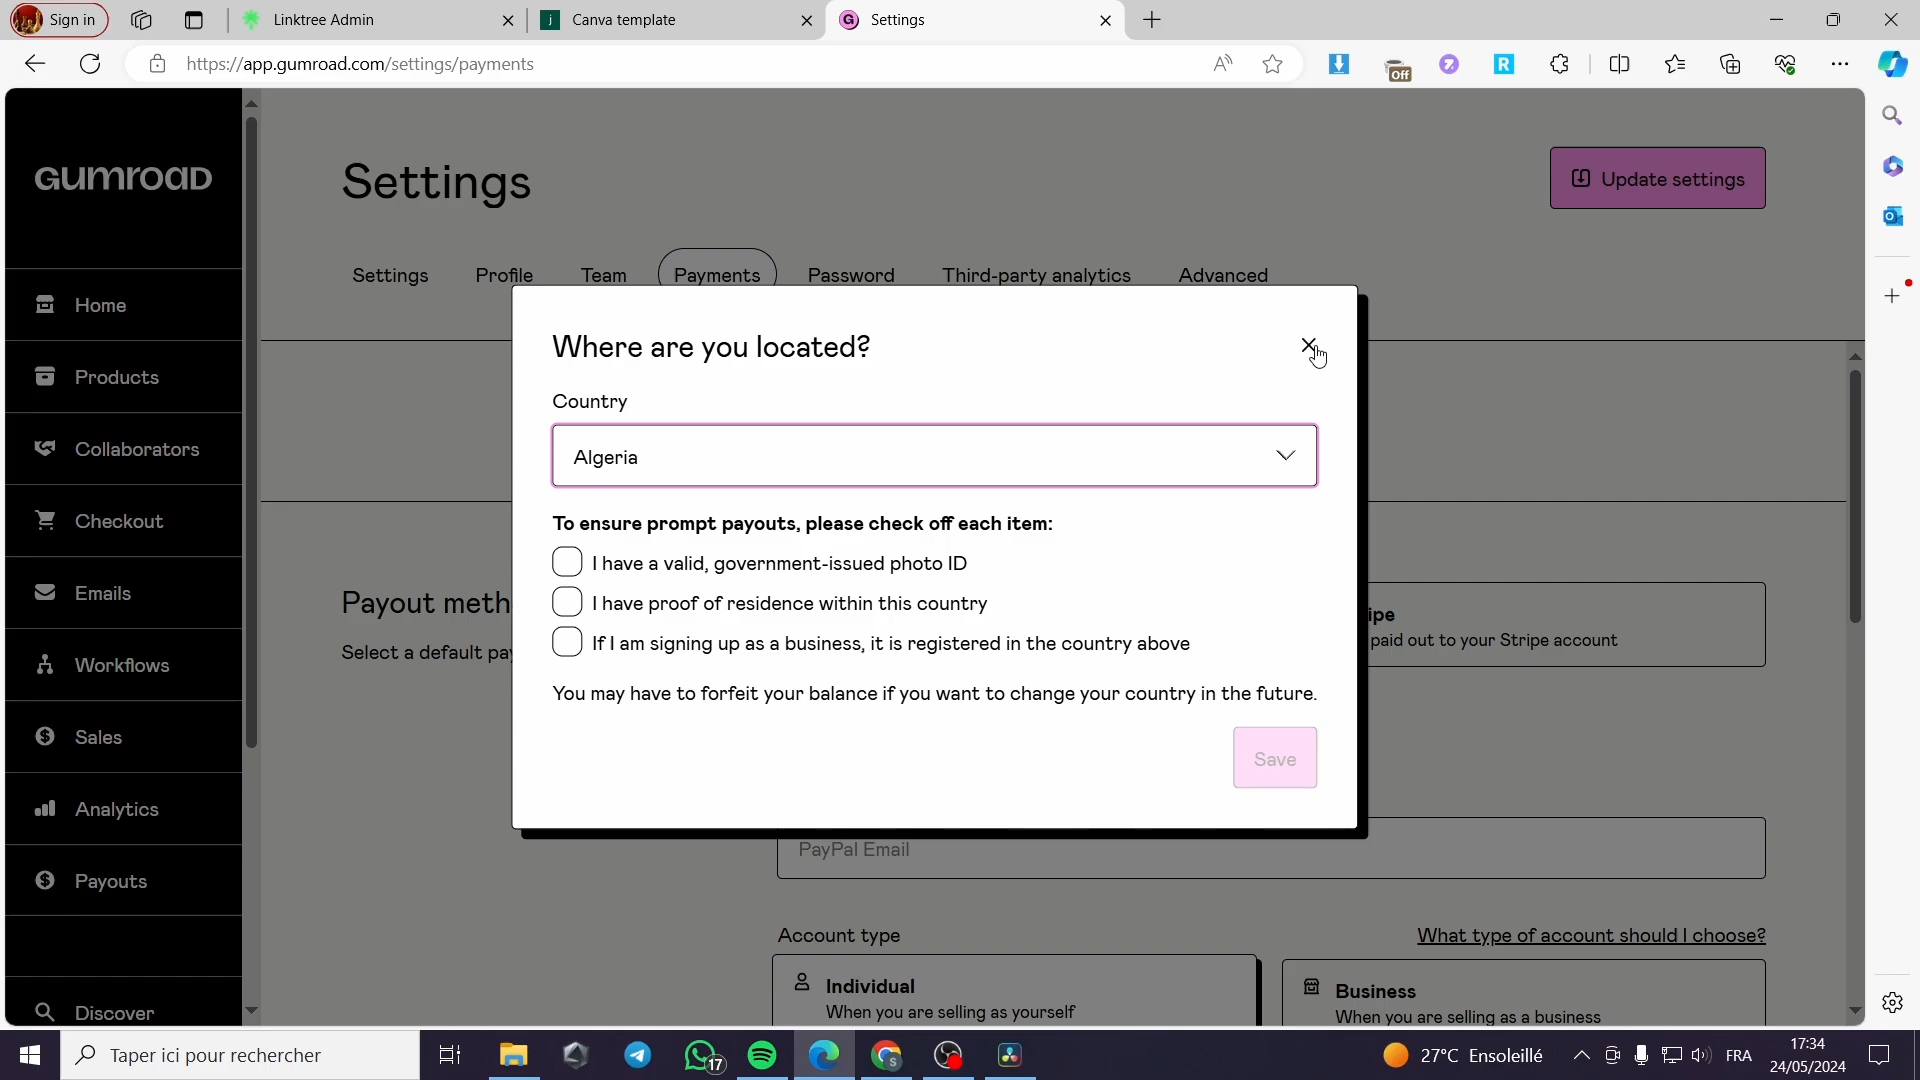 Sign in
Linktree Admin
Canva template
Settings
https://app.gumroad.com/settings/payments
Off
GUMROAD
Settings
Update settings
Settings
Profile
Team
Payments
Password
Third-party analytics
Advanced
Home
Products
Collaborators
Checkout
Emails
Workflows
Sales
Analytics
Payouts
Discover
Where are you located?
Country
Algeria
To ensure prompt payouts, please check off each item:
I have a valid, government-issued photo ID
I have proof of residence within this country
If I am signing up as a business, it is registered in the country above
You may have to forfeit your balance if you want to change your country in the future.
Save
Payout meth
Select a default pay
ipe
paid out to your Stripe account
PayPal Email
Account type
What type of account should I choose?
Individual
When you are selling as yourself
Business
When you are selling as a business
Taper ici pour rechercher
17
27°C Ensoleillé
FRA
17:34
24/05/2024